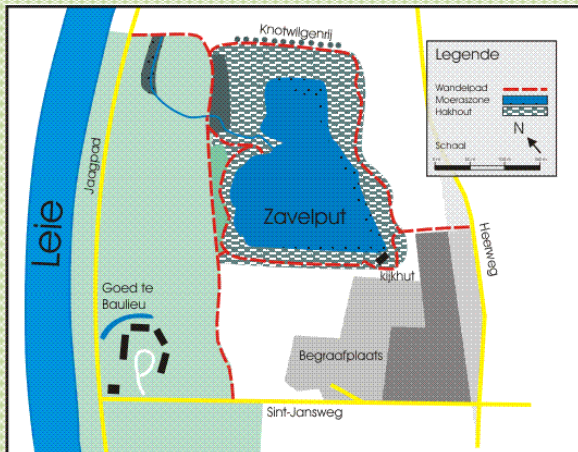 Knotwilgenrij
Legende
Wandelpad
Moeraszone
Hakhout
N
Schaal
Jaagpad
Leie
Zavelput
Heerweg
kijkhut
Goed te
Baulieu
Begraafplaats
Sint-Jansweg